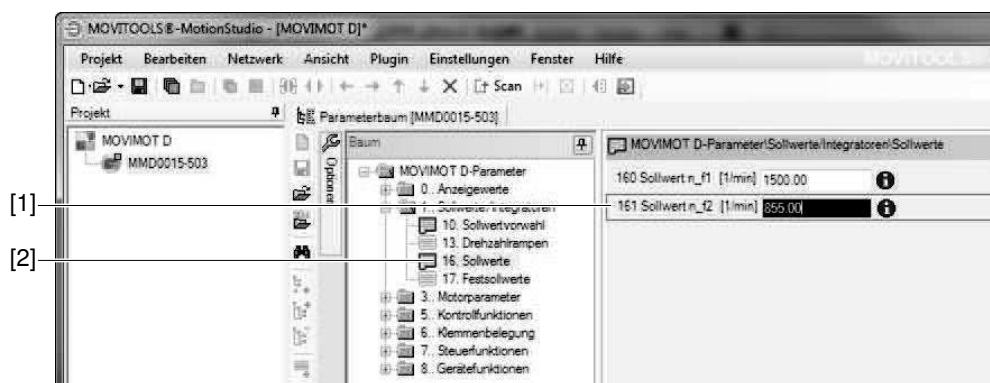 MOVITOOLS®-MotionStudio - [MOVIMOT D]*
Projekt Bearbeiten Netzwerk Ansicht Plugin Einstellungen Fenster Hilfe
Scan
Projekt
Parameterbaum [MMD0015-503]
MOVIMOT D
MMD0015-503
Optionen
Baum
MOVIMOT D-Parameter
0.. Anzeigewerte
1.. Sollwerte/Integratoren
10. Sollwertvorwahl
13. Drehzahlrampen
16. Sollwerte
17. Festsollwerte
3.. Motorparameter
5.. Kontrollfunktionen
6.. Klemmenbelegung
7.. Steuerfunktionen
8.. Gerätefunktionen
MOVIMOT D-Parameter\Sollwerte/Integratoren\Sollwerte
160 Sollwert n_f1 [1/min] 1500.00
161 Sollwert n_f2 [1/min] 855.00
[1]
[2]